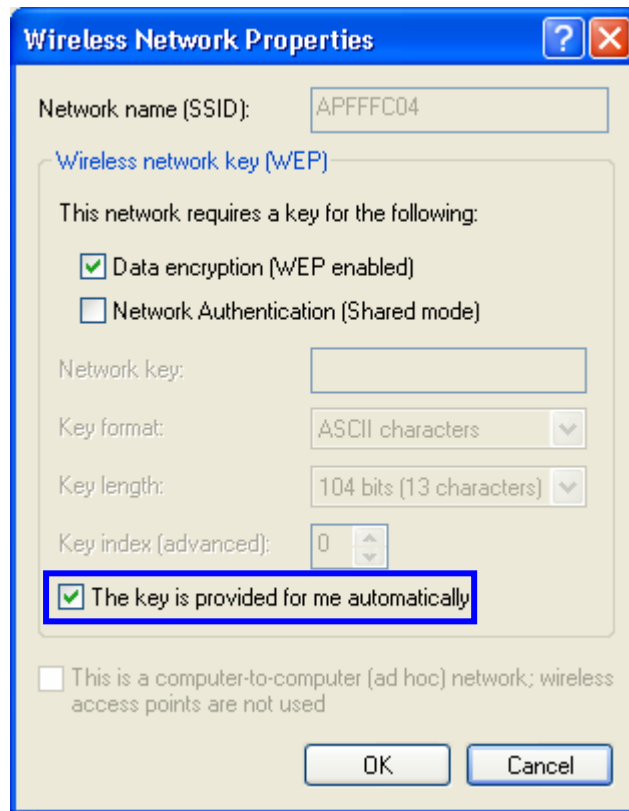 Wireless Network Properties
Network name (SSID): APFFFC04
Wireless network key (WEP)
This network requires a key for the following:
Data encryption (WEP enabled)
Network Authentication (Shared mode)
Network key:
Key format: ASCII characters
Key length: 104 bits (13 characters)
Key index (advanced): 0
The key is provided for me automatically
This is a computer-to-computer (ad hoc) network; wireless
access points are not used
OK Cancel